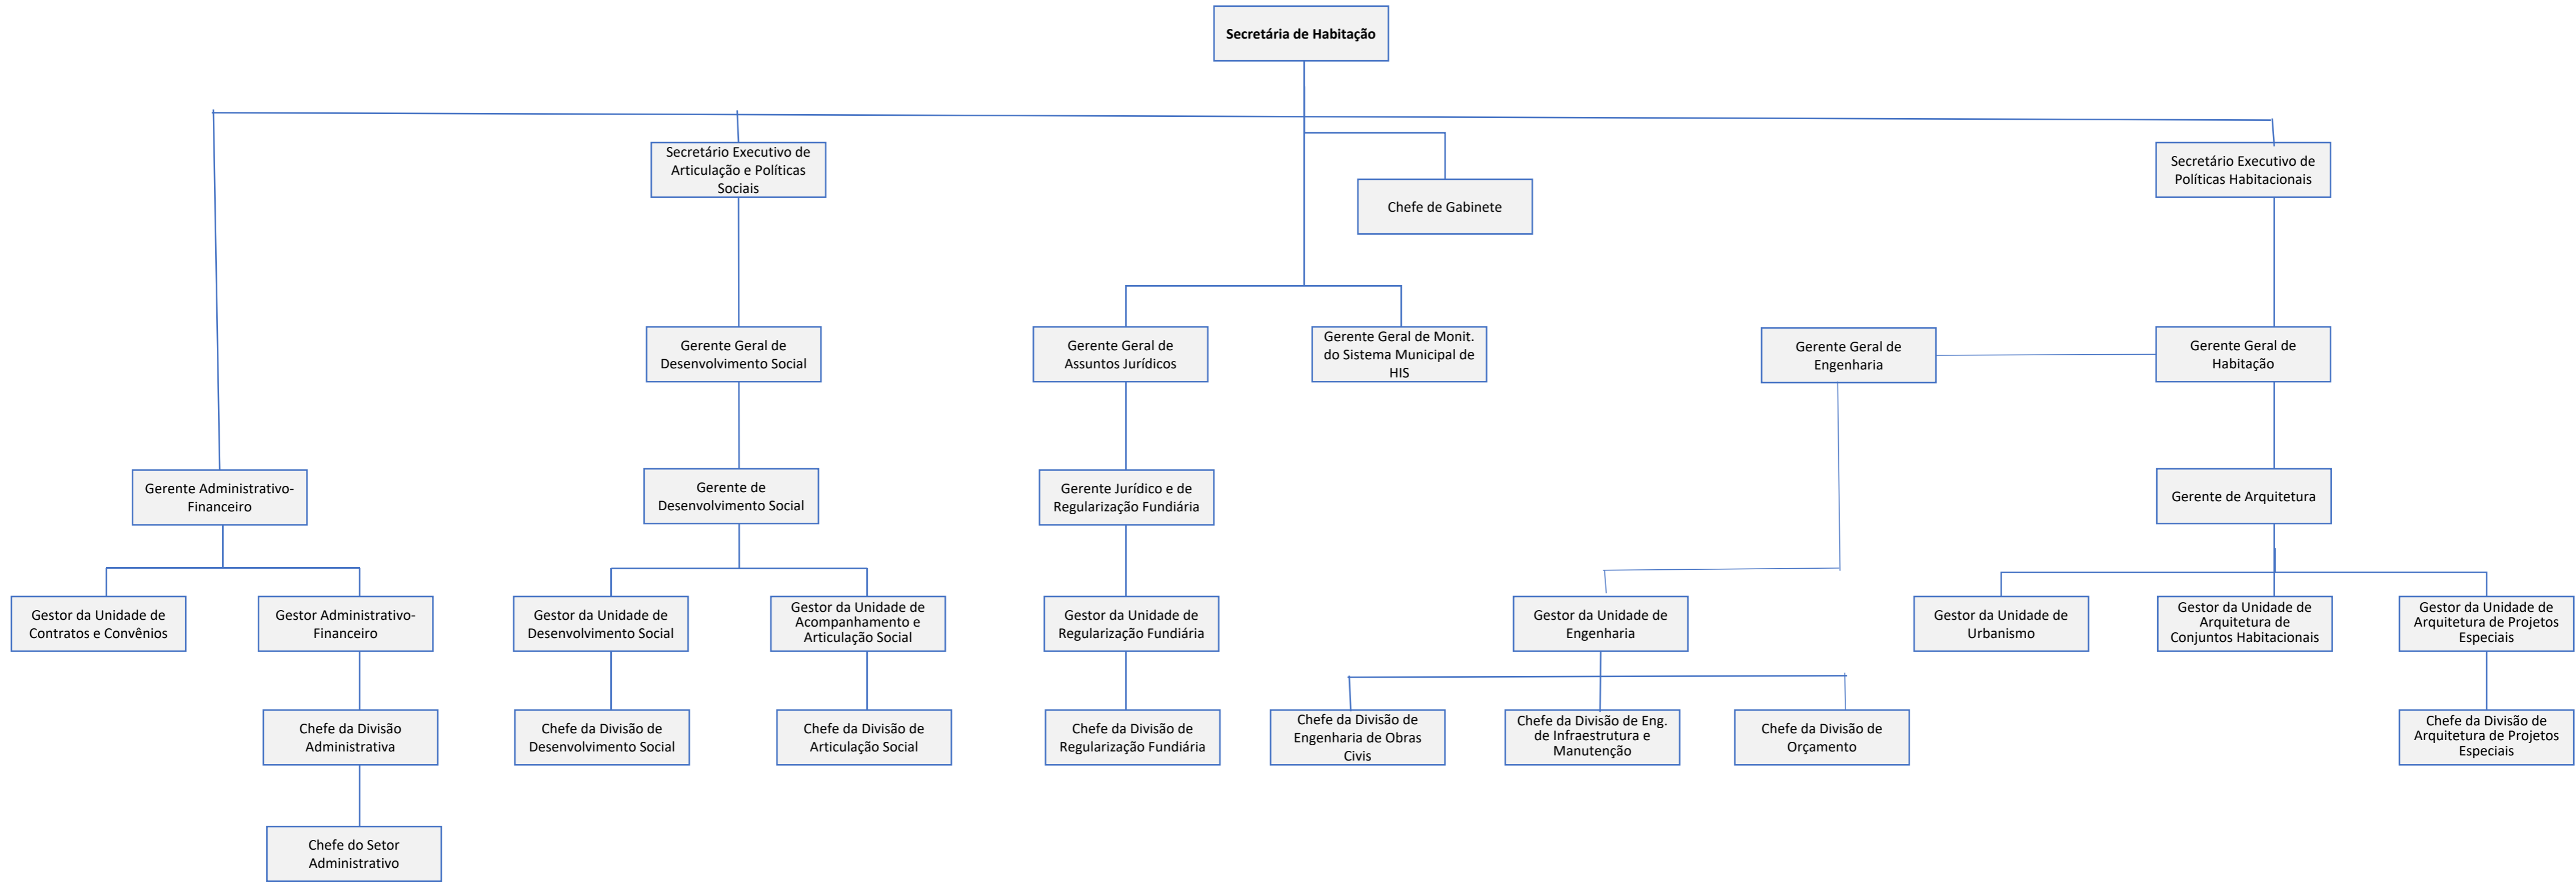 Secretária de Habitação
Secretário Executivo de
Articulação e Políticas
Sociais
Secretário Executivo de
Políticas Habitacionais
Chefe de Gabinete
Gerente Geral de
Desenvolvimento Social
Gerente Geral de
Assuntos Jurídicos
Gerente Geral de Monit.
do Sistema Municipal de
HIS
Gerente Geral de
Engenharia
Gerente Geral de
Habitação
Gerente Administrativo-
Financeiro
Gerente de
Desenvolvimento Social
Gerente Jurídico e de
Regularização Fundiária
Gerente de Arquitetura
Gestor da Unidade de
Contratos e Convênios
Gestor Administrativo-
Financeiro
Gestor da Unidade de
Desenvolvimento Social
Gestor da Unidade de
Acompanhamento e
Articulação Social
Gestor da Unidade de
Regularização Fundiária
Gestor da Unidade de
Engenharia
Gestor da Unidade de
Urbanismo
Gestor da Unidade de
Arquitetura de
Conjuntos Habitacionais
Gestor da Unidade de
Arquitetura de Projetos
Especiais
Chefe da Divisão
Administrativa
Chefe da Divisão de
Desenvolvimento Social
Chefe da Divisão de
Articulação Social
Chefe da Divisão de
Regularização Fundiária
Chefe da Divisão de
Engenharia de Obras
Civis
Chefe da Divisão de Eng.
de Infraestrutura e
Manutenção
Chefe da Divisão de
Orçamento
Chefe da Divisão de
Arquitetura de Projetos
Especiais
Chefe do Setor
Administrativo